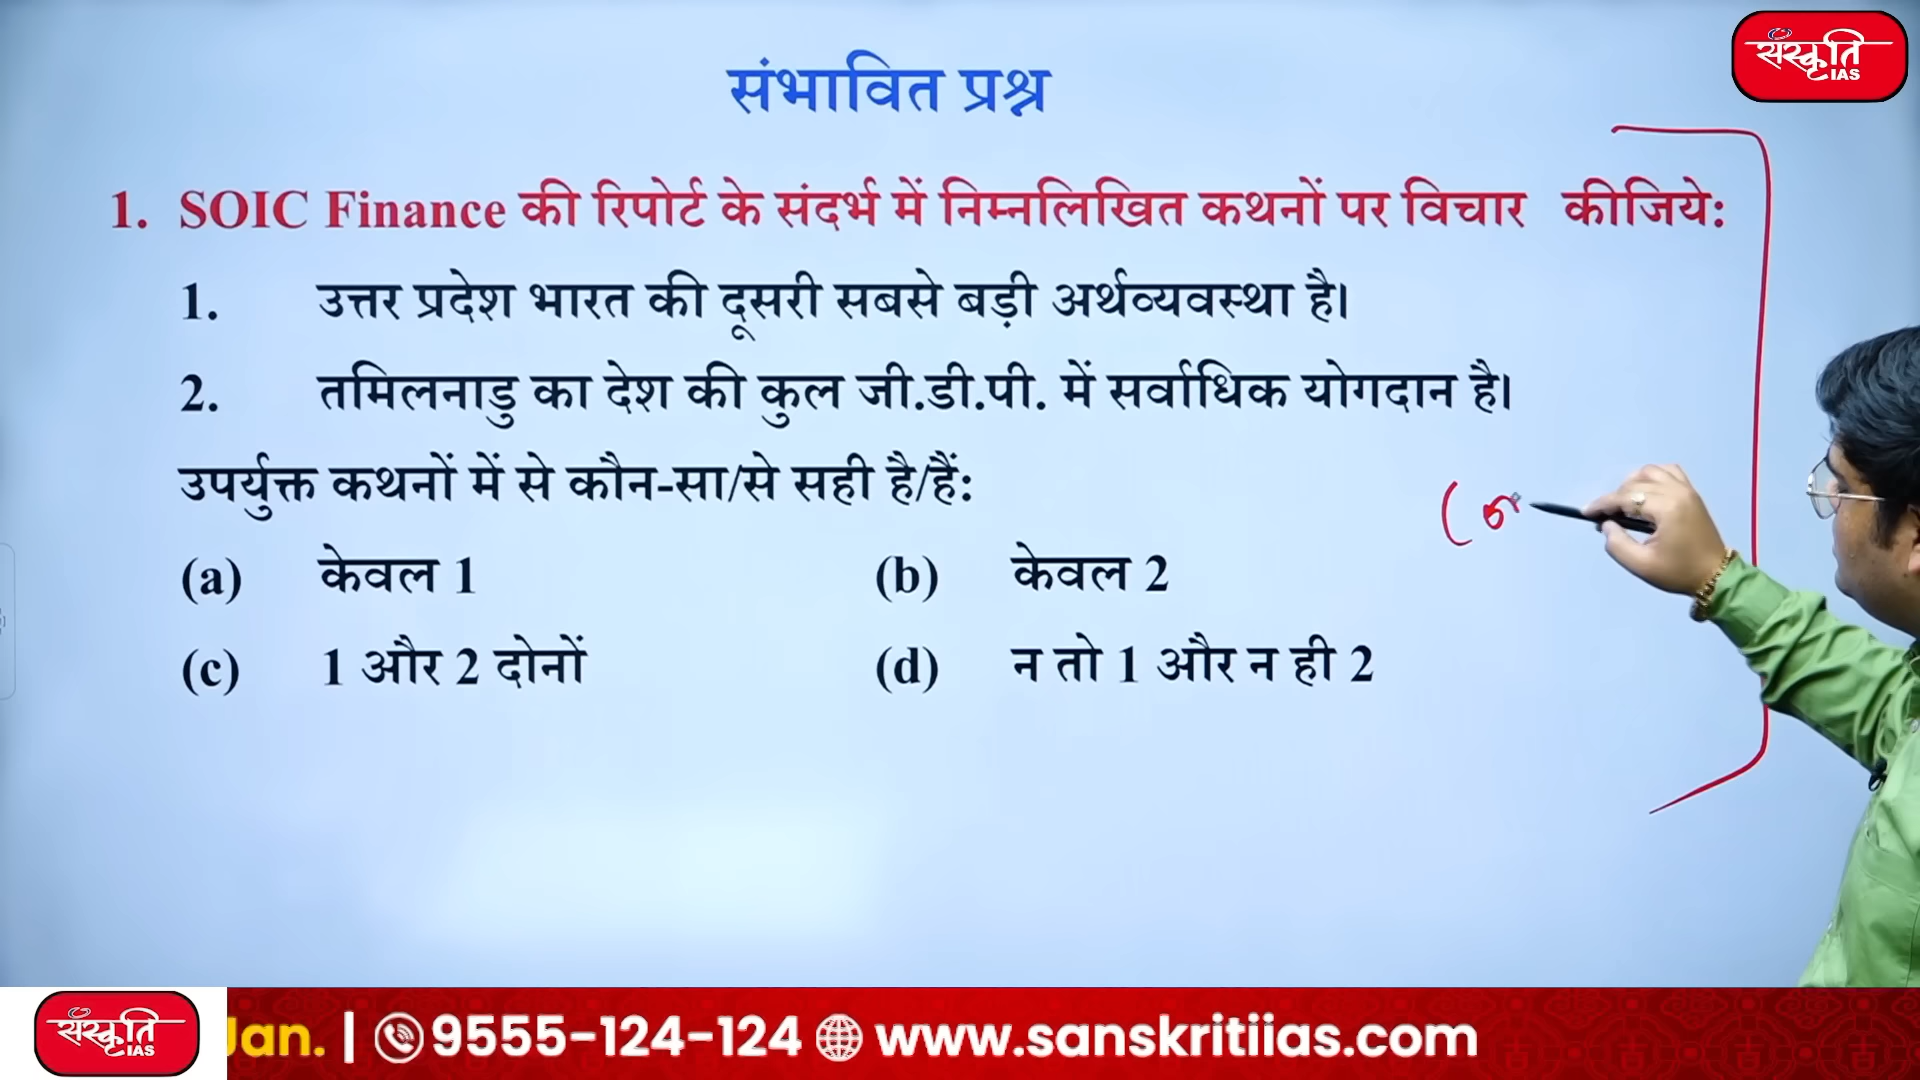 संस्कृति
IAS
संभावित प्रश्न
1. SOIC Finance की रिपोर्ट के संदर्भ में निम्नलिखित कथनों पर विचार कीजिये:
1. उत्तर प्रदेश भारत की दूसरी सबसे बड़ी अर्थव्यवस्था है।
2. तमिलनाडु का देश की कुल जी.डी.पी. में सर्वाधिक योगदान है।
उपर्युक्त कथनों में से कौन-सा/से सही है/हैं:
(a) केवल 1 (b) केवल 2
(c) 1 और 2 दोनों (d) न तो 1 और न ही 2
संस्कृति
IAS
Jan. | 9555-124-124 www.sanskritiias.com